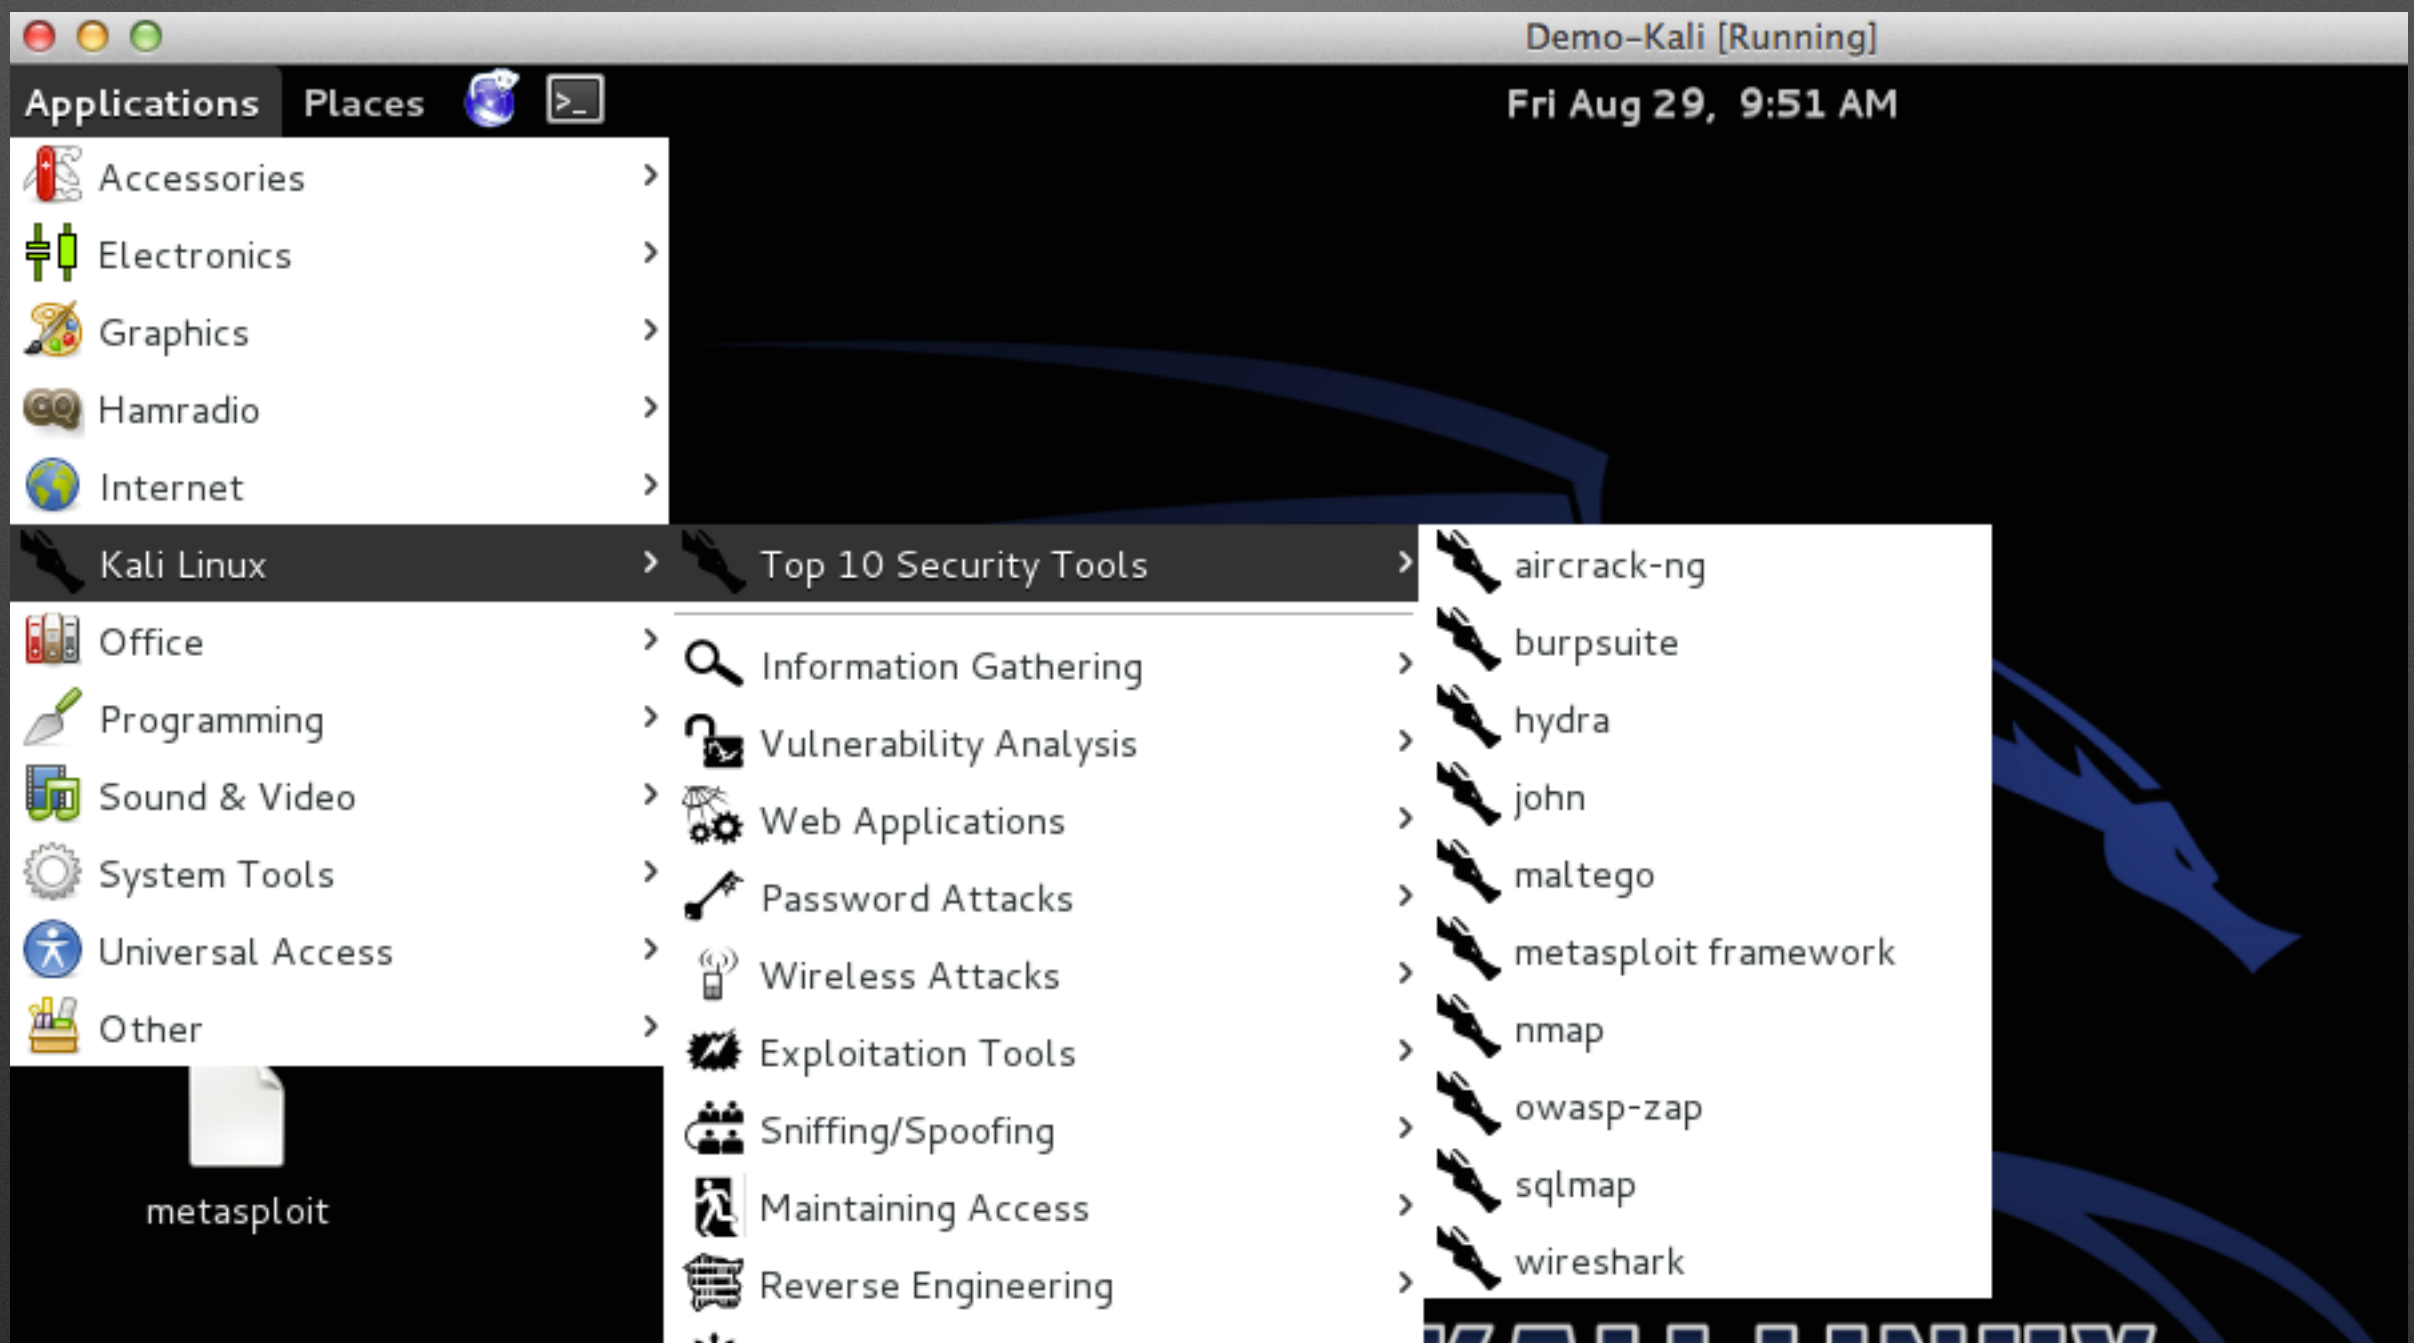 Demo-Kali [Running]
Applications Places >_ Fri Aug 29, 9:51 AM
Accessories
Electronics
Graphics
Hamradio
Internet
Kali Linux
Office
Programming
Sound & Video
System Tools
Universal Access
Other
Top 10 Security Tools
Information Gathering
Vulnerability Analysis
Web Applications
Password Attacks
Wireless Attacks
Exploitation Tools
Sniffing/Spoofing
Maintaining Access
Reverse Engineering
aircrack-ng
burpsuite
hydra
john
maltego
metasploit framework
nmap
owasp-zap
sqlmap
wireshark
metasploit
KALI LINUX